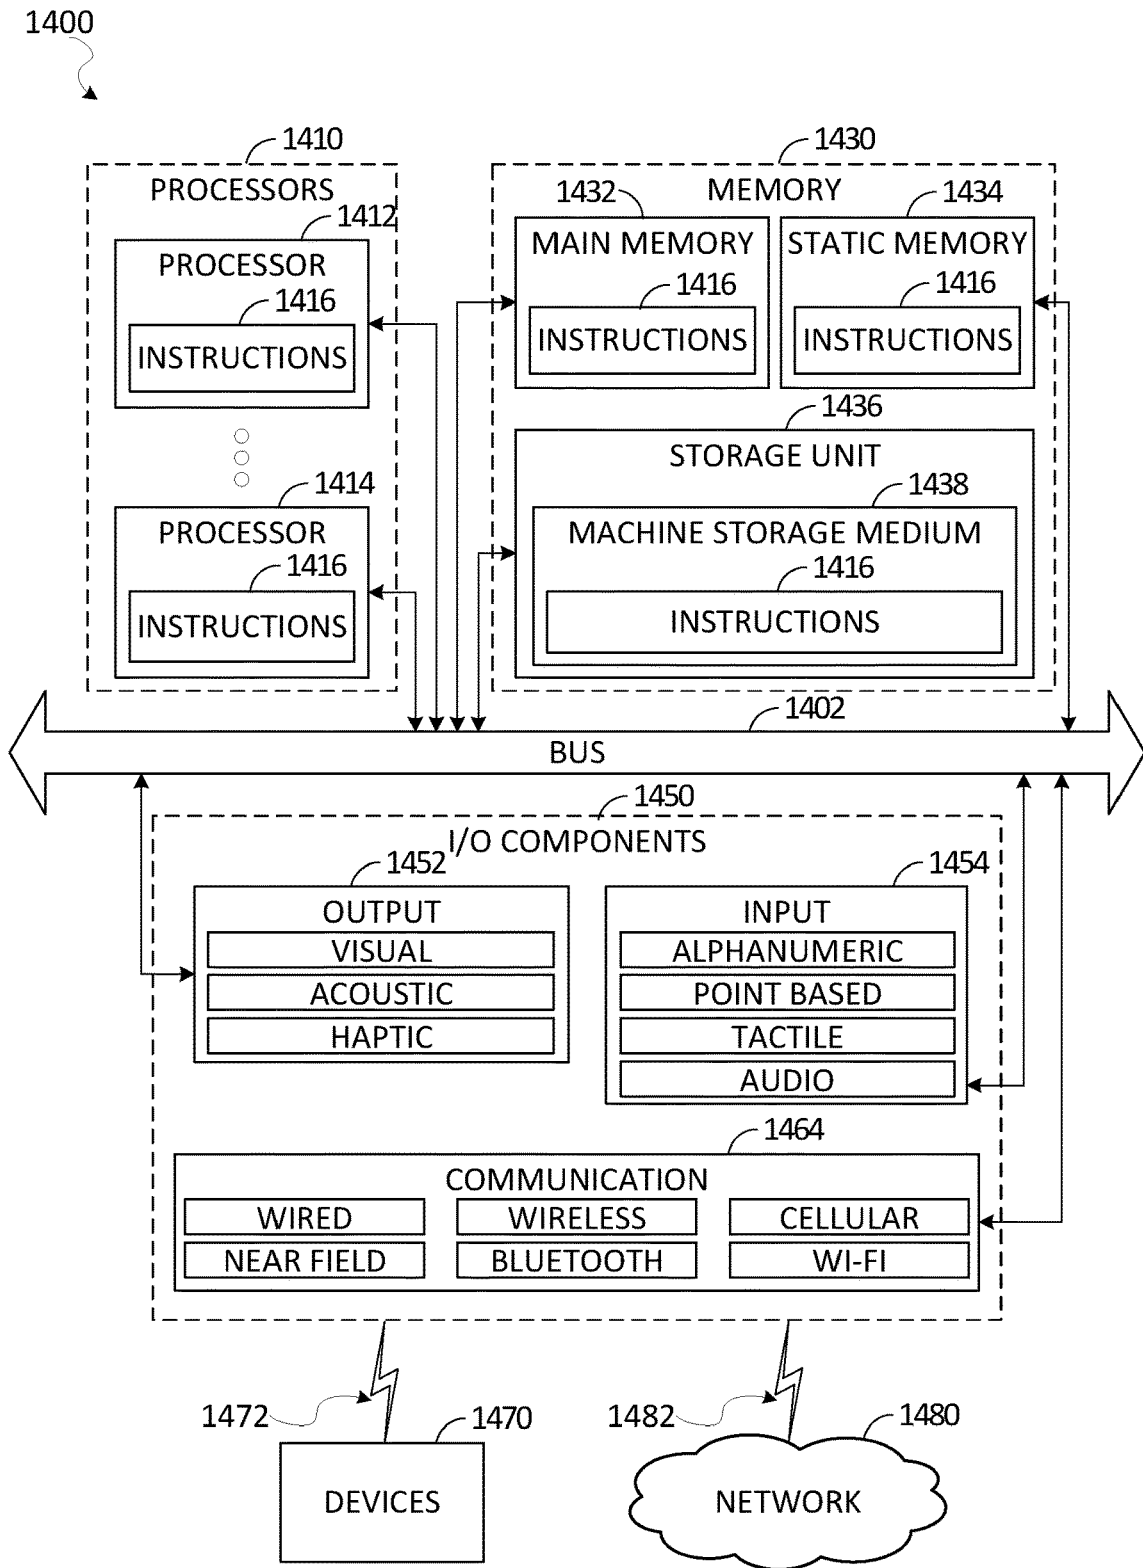 1400
1410
PROCESSORS
1412
PROCESSOR
1416
INSTRUCTIONS
1414
PROCESSOR
1416
INSTRUCTIONS
1430
MEMORY
1432
MAIN MEMORY
1416
INSTRUCTIONS
1434
STATIC MEMORY
1416
INSTRUCTIONS
1436
STORAGE UNIT
1438
MACHINE STORAGE MEDIUM
1416
INSTRUCTIONS
1402
BUS
1450
I/O COMPONENTS
1452
OUTPUT
VISUAL
ACOUSTIC
HAPTIC
1454
INPUT
ALPHANUMERIC
POINT BASED
TACTILE
AUDIO
1464
COMMUNICATION
WIRED
WIRELESS
CELLULAR
NEAR FIELD
BLUETOOTH
WI-FI
1472
1470
DEVICES
1482
1480
NETWORK